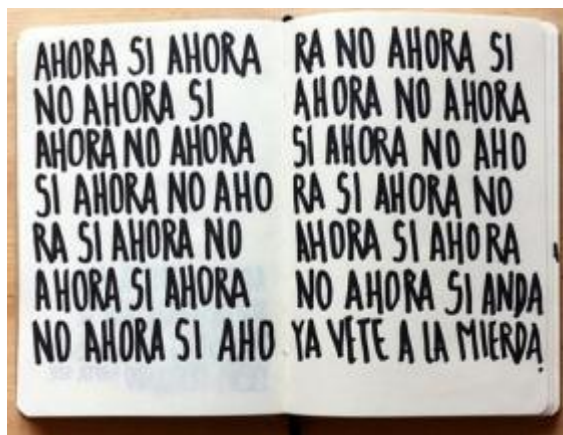 AHORA SI AHORA
NO AHORA SI
AHORA NO AHORA
SI AHORA NO AHO
RA SI AHORA NO
AHORA SI AHORA
NO AHORA SI AHO
RA NO AHORA SI
AHORA NO AHORA
SI AHORA NO AHO
RA SI AHORA NO
AHORA SI AHORA
NO AHORA SI ANDA
YA VETE A LA MIERDA.